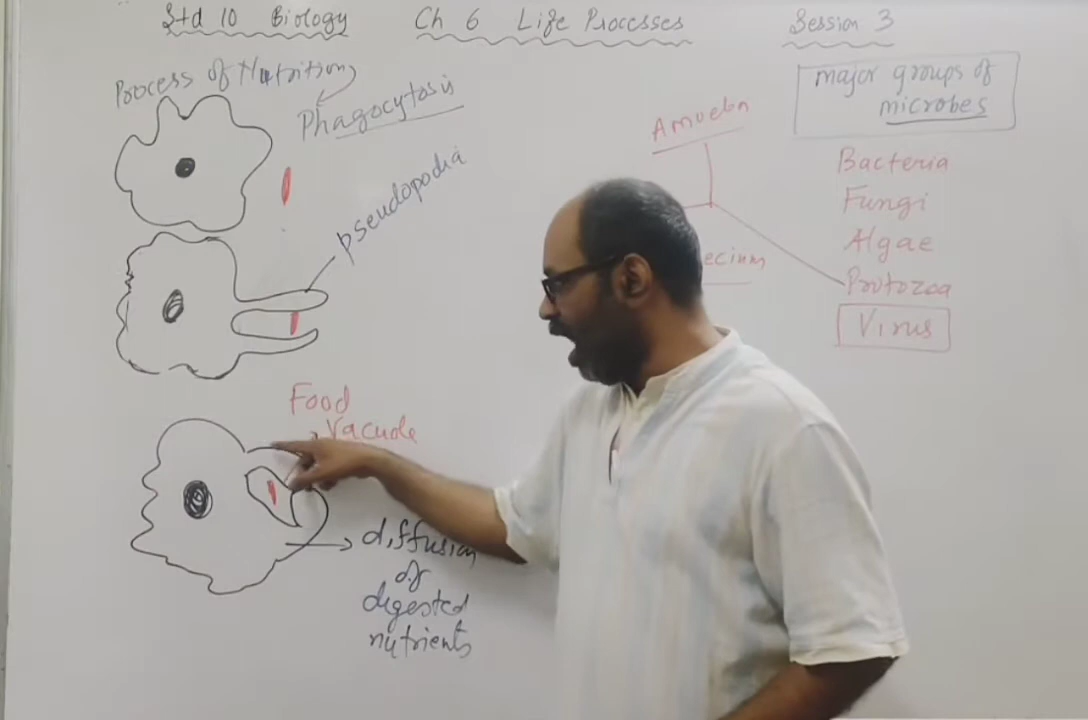 Std 10 Biology
Ch 6 Life Processes
Session 3
Process of Nutrition
Phagocytosis
pseudopodia
Food
Vacuole
diffusion
of
digested
nutrients
Amoeba
ecium
major groups of
microbes
Bacteria
Fungi
Algae
Protozoa
Virus